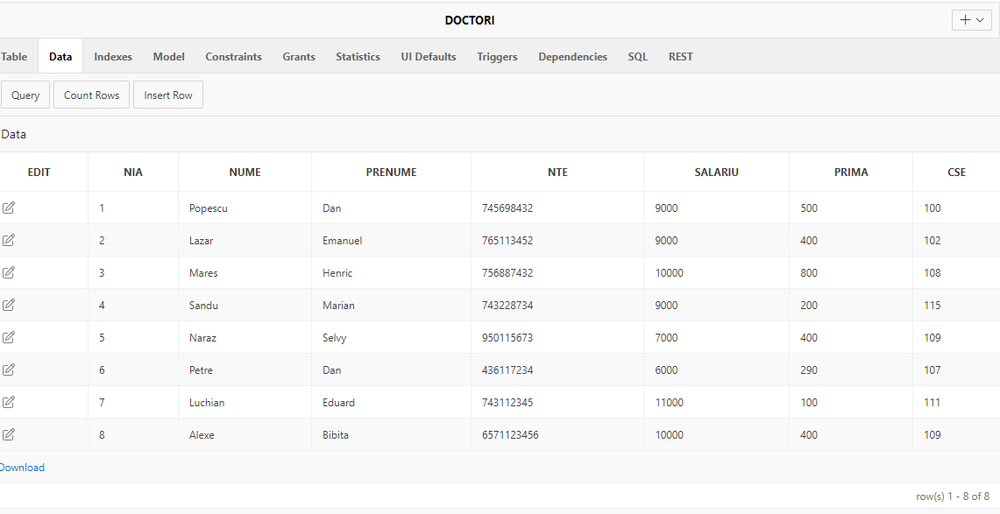 DOCTORI
Table Data Indexes Model Constraints Grants Statistics UI Defaults Triggers Dependencies SQL REST
Query Count Rows Insert Row
Data
EDIT NIA NUME PRENUME NTE SALARIU PRIMA CSE
1 Popescu Dan 745698432 9000 500 100
2 Lazar Emanuel 765113452 9000 400 102
3 Mares Henric 756887432 10000 800 108
4 Sandu Marian 743228734 9000 200 115
5 Naraz Selvy 950115673 7000 400 109
6 Petre Dan 436117234 6000 290 107
7 Luchian Eduard 743112345 11000 100 111
8 Alexe Bibita 6571123456 10000 400 109
Download
row(s) 1 - 8 of 8